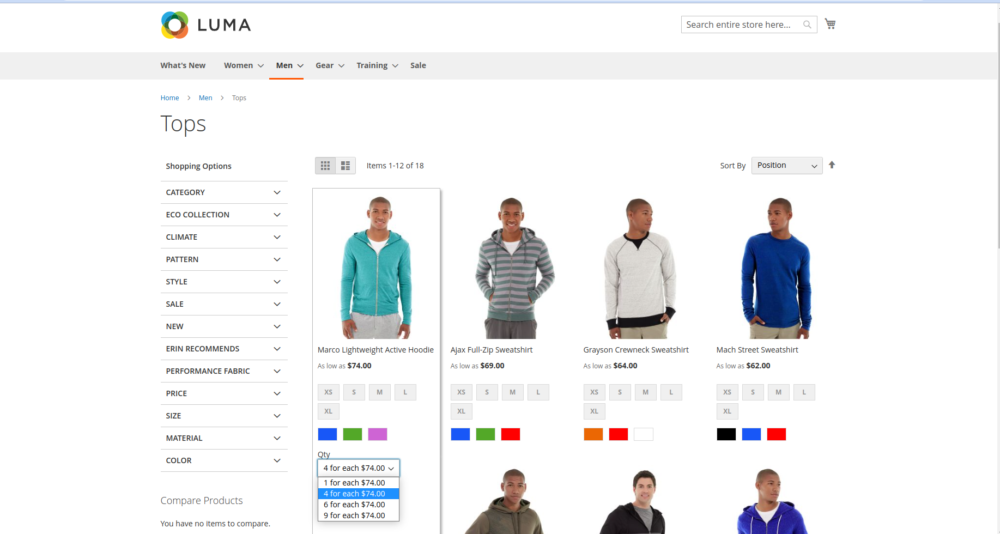 LUMA
Search entire store here...
What's New Women Men Gear Training Sale
Home > Men > Tops
Tops
Shopping Options
CATEGORY
ECO COLLECTION
CLIMATE
PATTERN
STYLE
SALE
NEW
ERIN RECOMMENDS
PERFORMANCE FABRIC
PRICE
SIZE
MATERIAL
COLOR
Compare Products
You have no items to compare.
Items 1-12 of 18
Sort By Position
Marco Lightweight Active Hoodie
As low as $74.00
XS S M L
XL
Qty
4 for each $74.00
1 for each $74.00
4 for each $74.00
6 for each $74.00
9 for each $74.00
Ajax Full-Zip Sweatshirt
As low as $69.00
XS S M L
XL
Grayson Crewneck Sweatshirt
As low as $64.00
XS S M L
XL
Mach Street Sweatshirt
As low as $62.00
XS S M L
XL